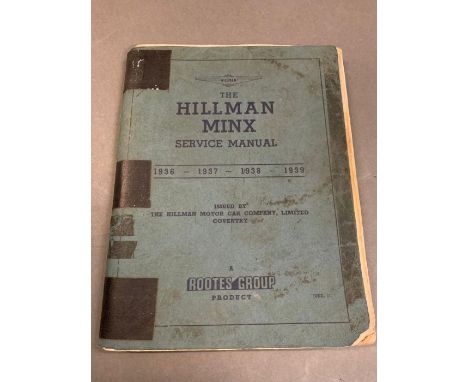 HILLMAN
THE
HILLMAN
MINX
SERVICE MANUAL
1936 - 1937 - 1938 - 1939
ISSUED BY
THE HILLMAN MOTOR CAR COMPANY, LIMITED
COVENTRY
A
ROOTES GROUP
PRODUCT